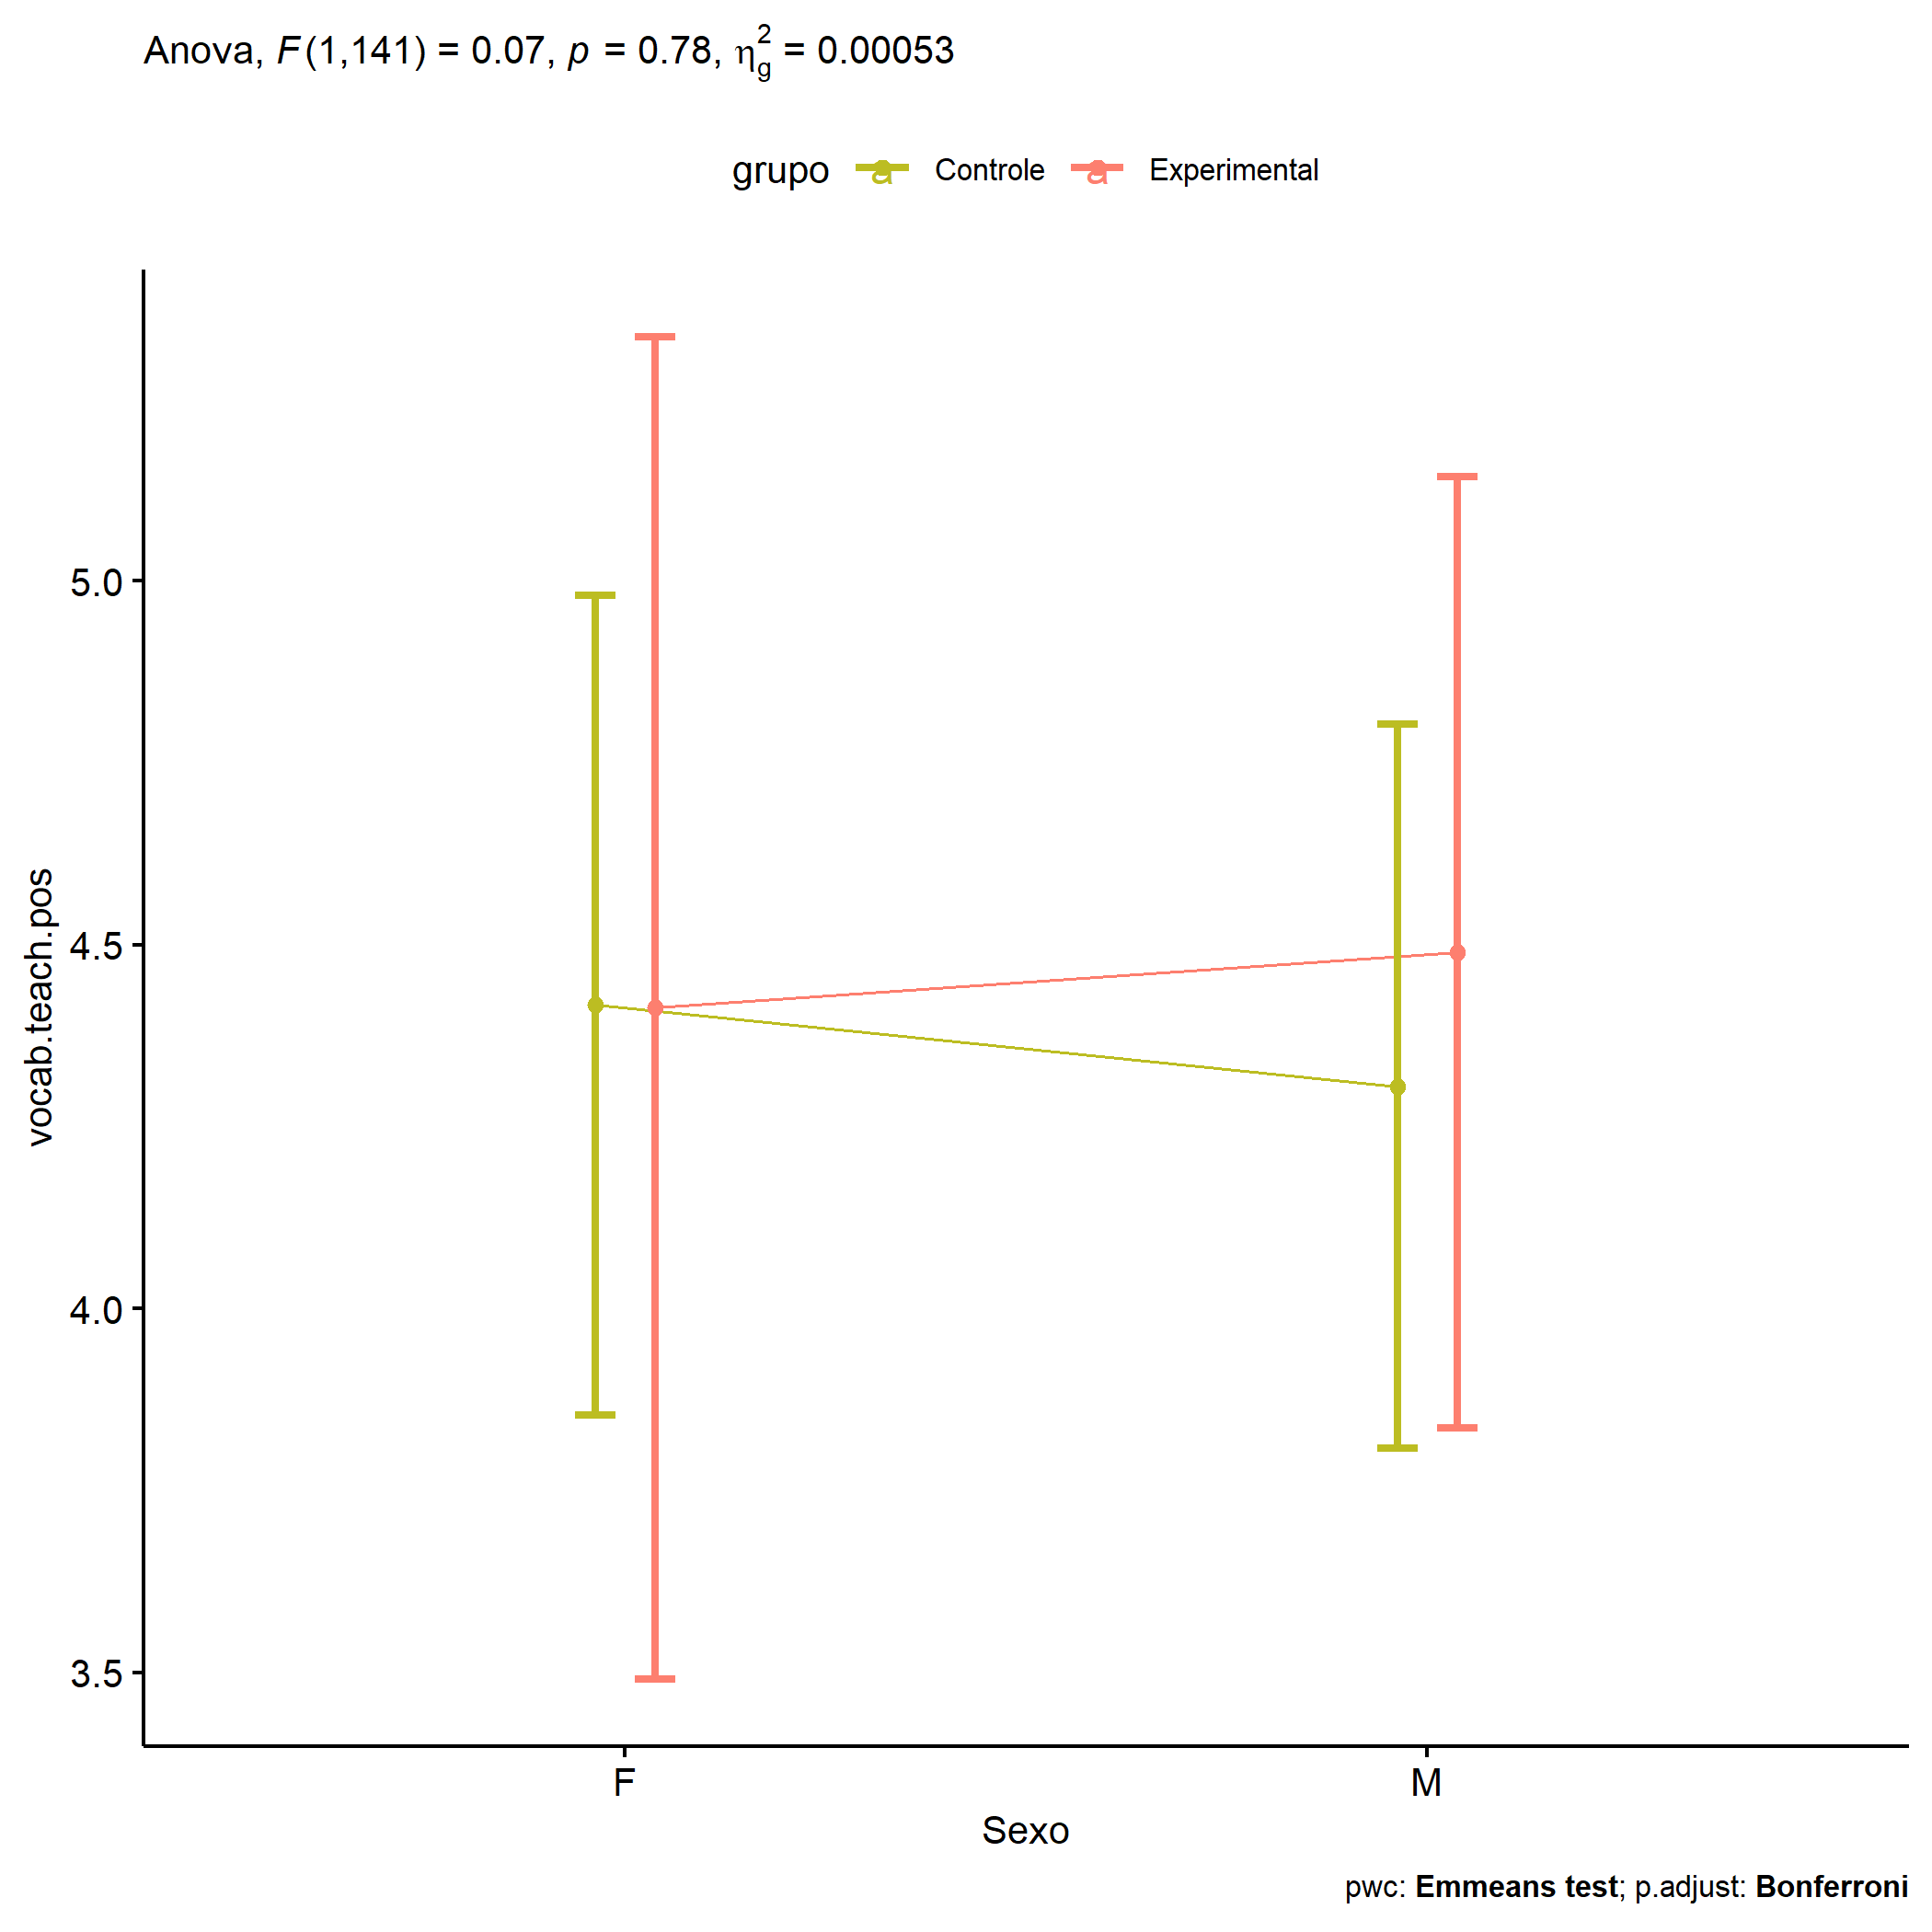 Anova, F(1,141) = 0.07, p = 0.78, η²g = 0.00053
grupo a Controle a Experimental
5.0
4.5
4.0
3.5
vocab.teach.pos
F M
Sexo
pwc: Emmeans test; p.adjust: Bonferroni